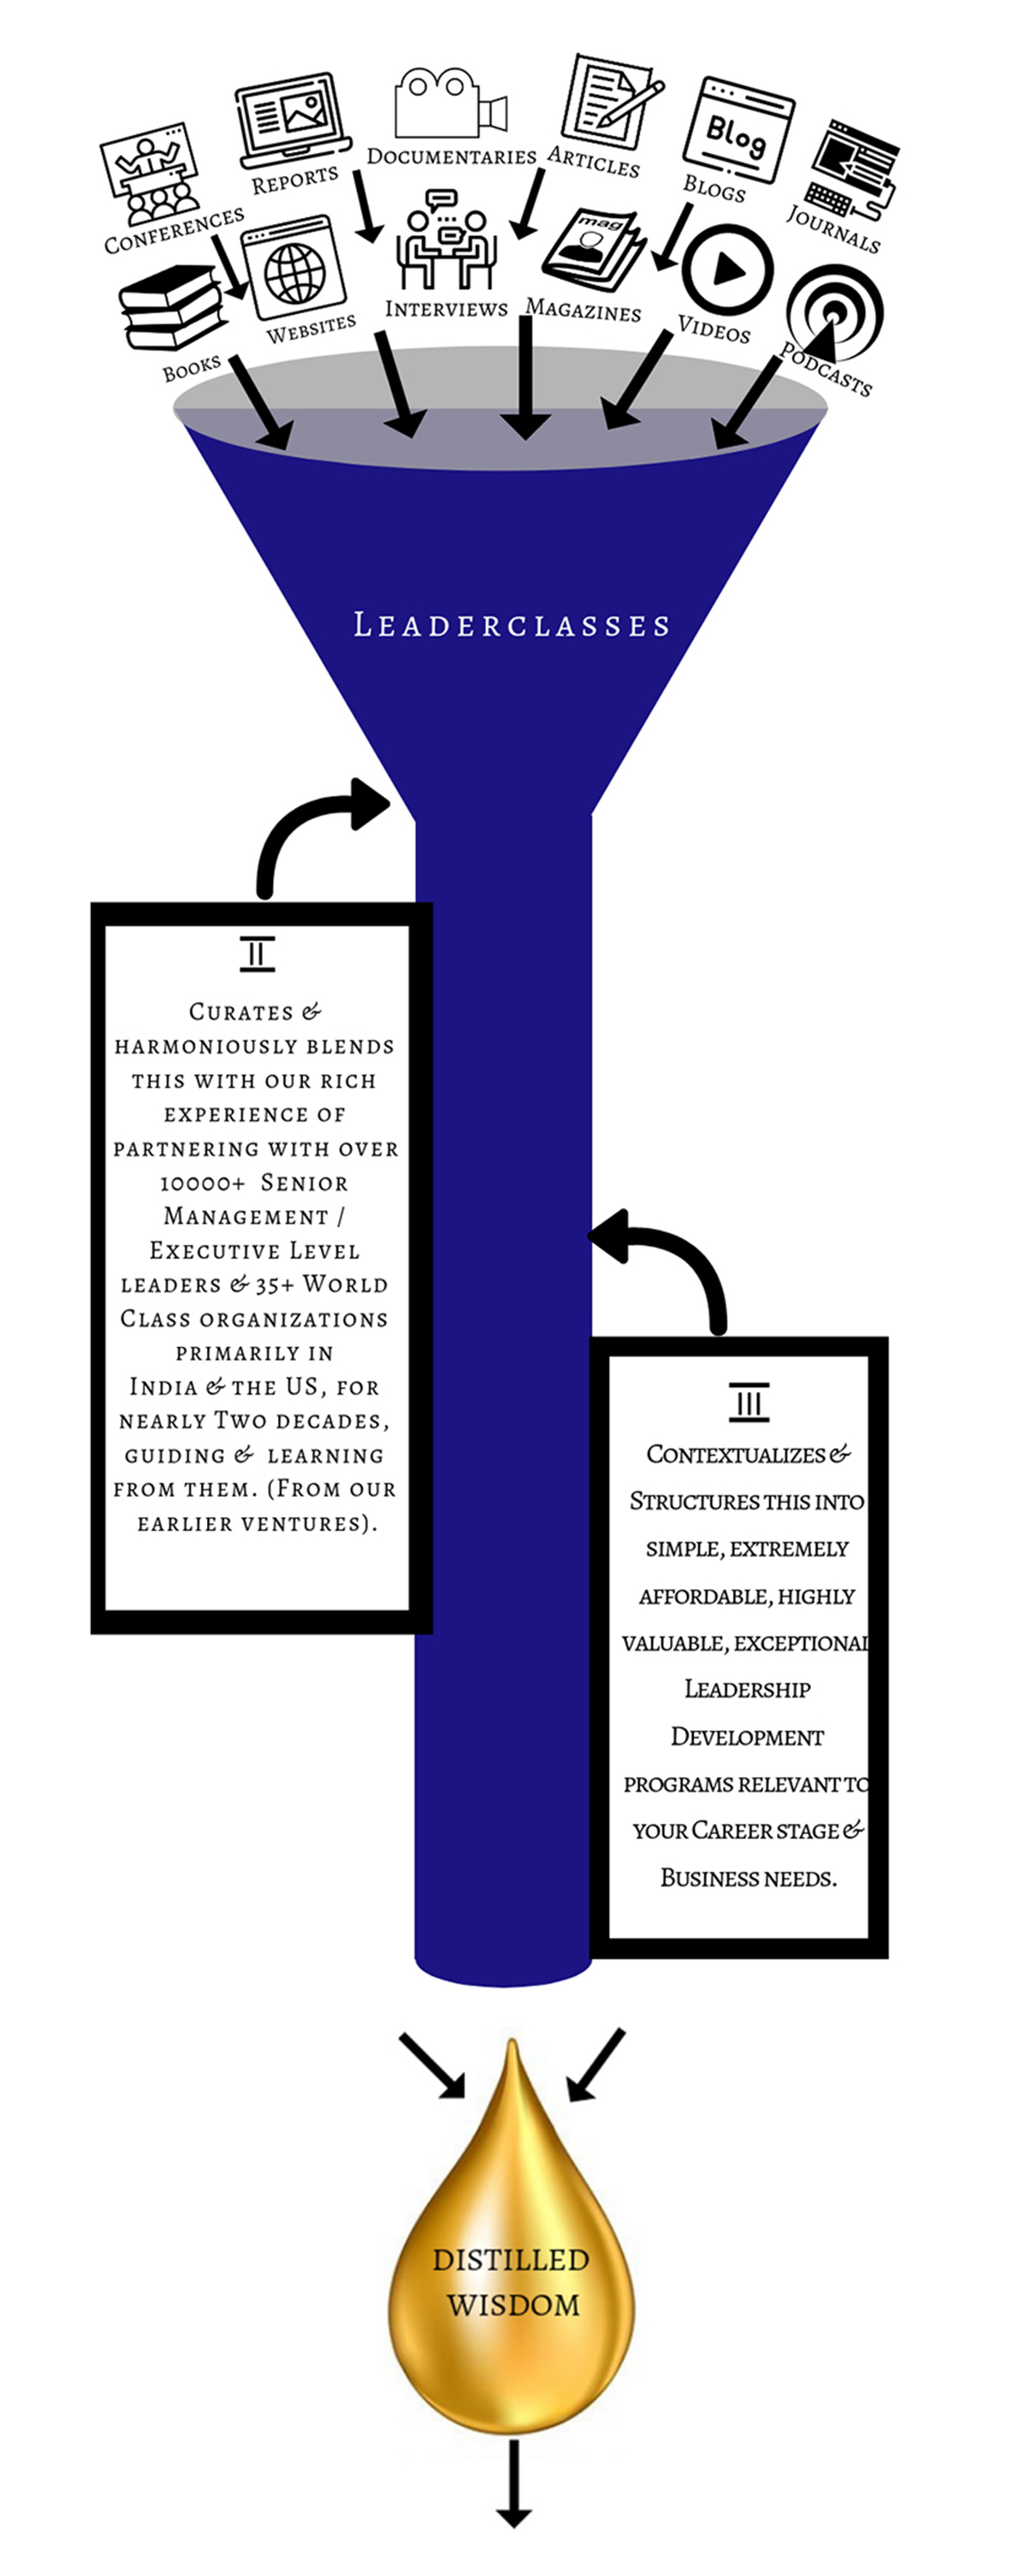 Documentaries
Articles
Reports
Blog
Blogs
Conferences
Journals
mag
Interviews
Magazines
Websites
Videos
Books
Podcasts
Leaderclasses
II
Curates &
harmoniously blends
this with our rich
experience of
partnering with over
10000+ Senior
Management /
Executive Level
leaders & 35+ World
Class organizations
primarily in
India & the US, for
nearly Two decades,
guiding & learning
from them. (From our
earlier ventures).
III
Contextualizes &
Structures this into
simple, extremely
affordable, highly
valuable, exceptional
Leadership
Development
programs relevant to
your Career stage &
Business needs.
DISTILLED
WISDOM